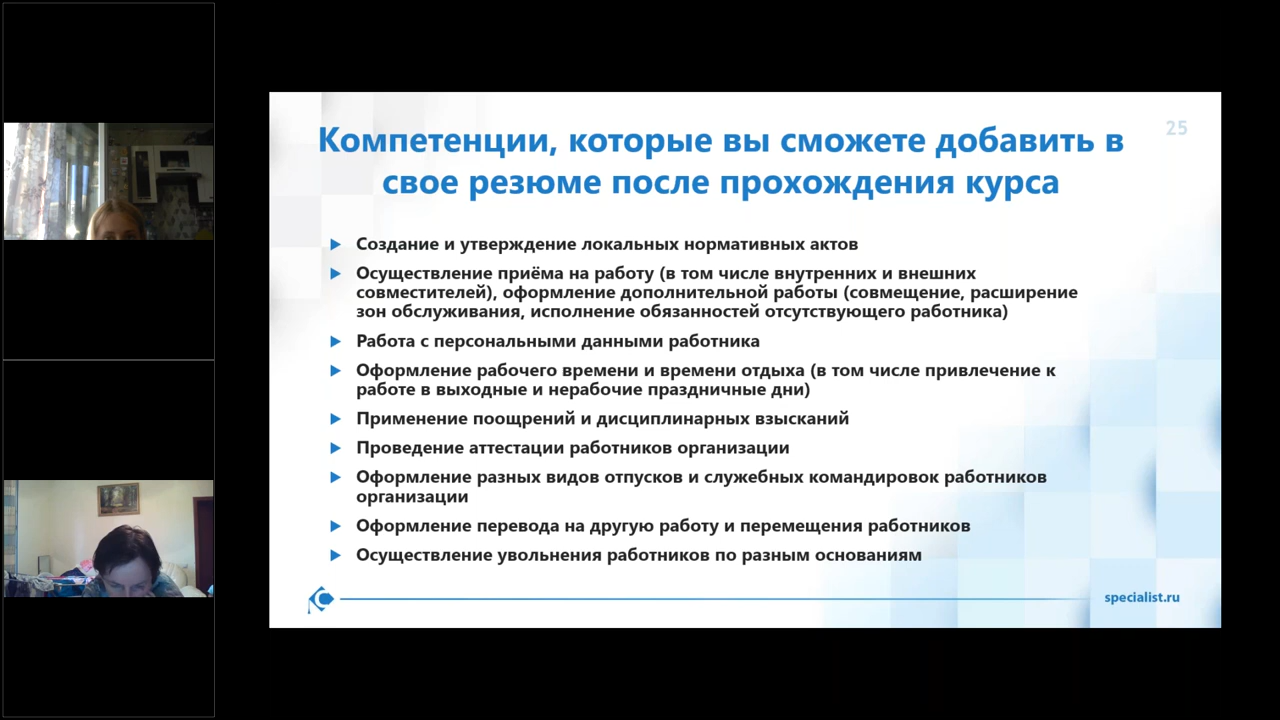 25
Компетенции, которые вы сможете добавить в
свое резюме после прохождения курса
Создание и утверждение локальных нормативных актов
Осуществление приёма на работу (в том числе внутренних и внешних
совместителей), оформление дополнительной работы (совмещение, расширение
зон обслуживания, исполнение обязанностей отсутствующего работника)
Работа с персональными данными работника
Оформление рабочего времени и времени отдыха (в том числе привлечение к
работе в выходные и нерабочие праздничные дни)
Применение поощрений и дисциплинарных взысканий
Проведение аттестации работников организации
Оформление разных видов отпусков и служебных командировок работников
организации
Оформление перевода на другую работу и перемещения работников
Осуществление увольнения работников по разным основаниям
specialist.ru